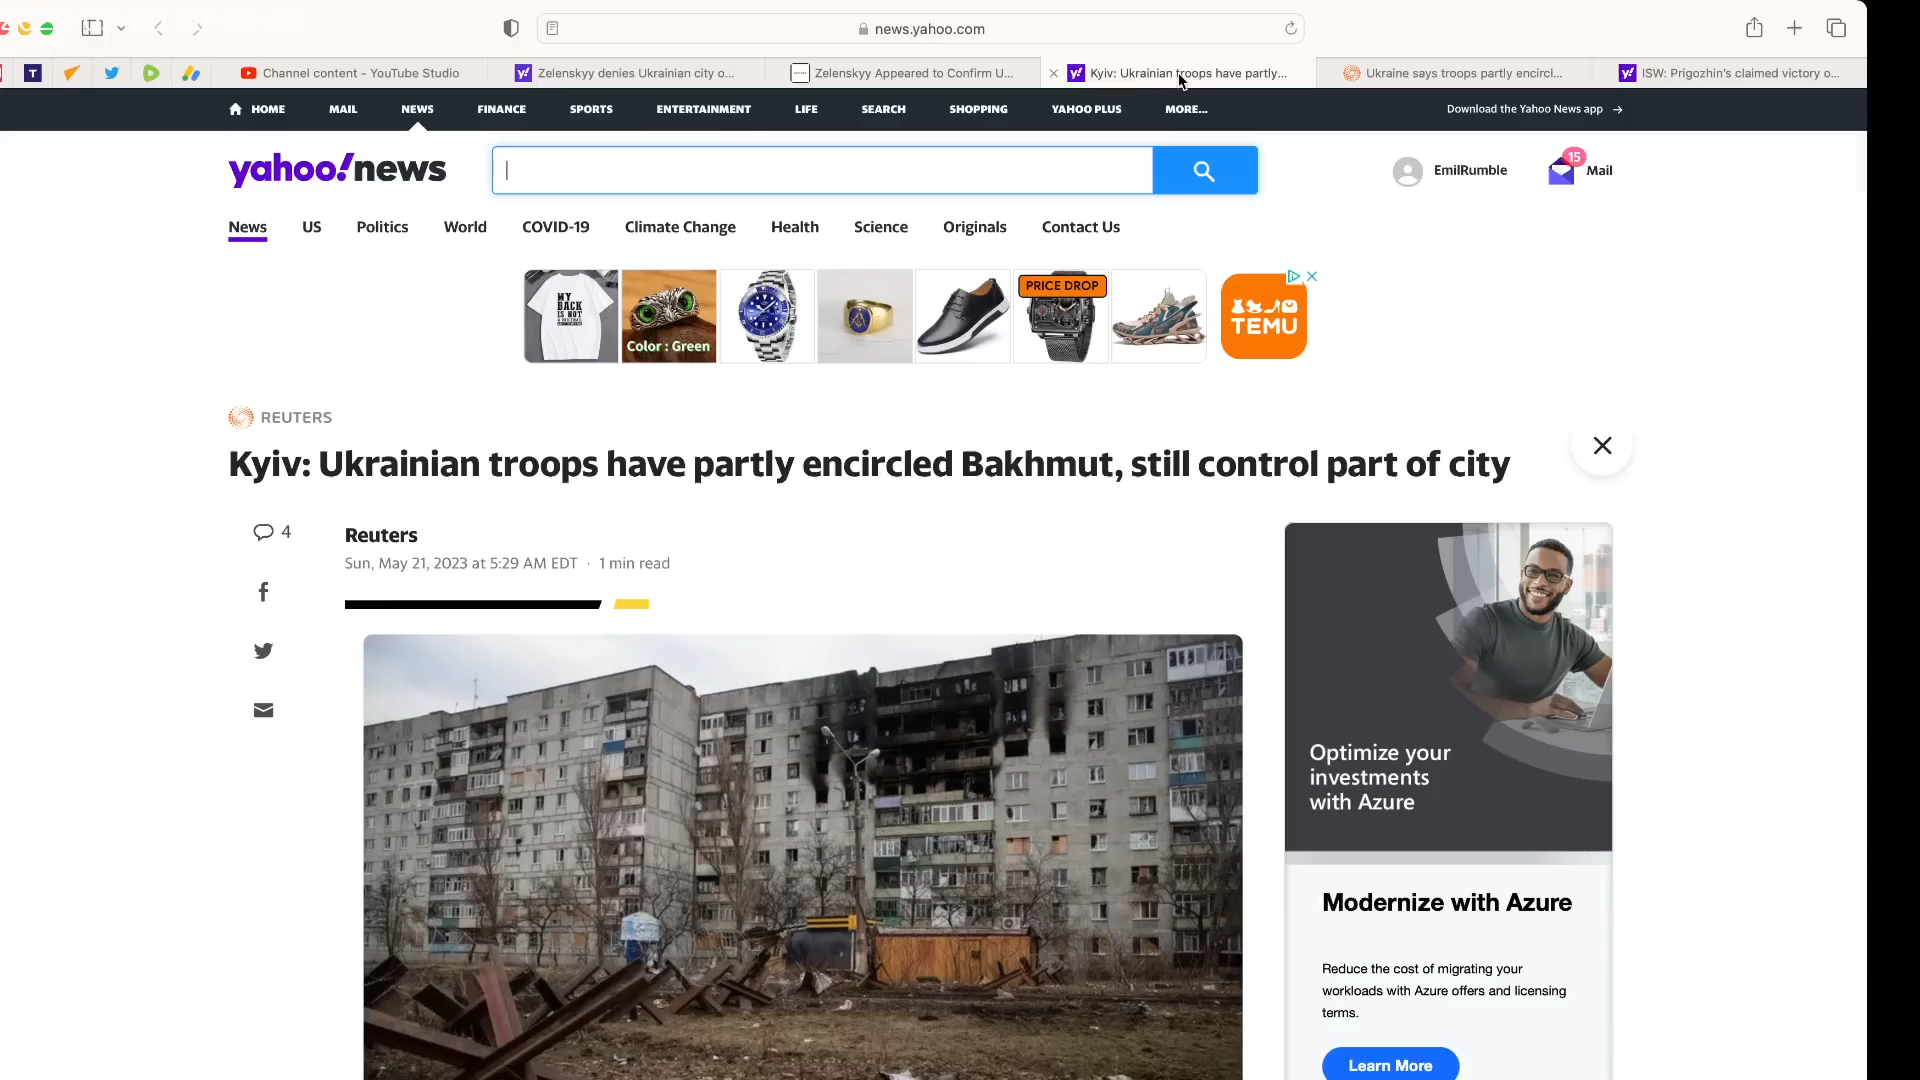 news.yahoo.com
T
Channel content - YouTube Studio
y! Zelenskyy denies Ukrainian city o...
Zelenskyy Appeared to Confirm U...
y! Kyiv: Ukrainian troops have partly...
Ukraine says troops partly encircl...
y! ISW: Prigozhin's claimed victory o...
HOME MAIL NEWS FINANCE SPORTS ENTERTAINMENT LIFE SEARCH SHOPPING YAHOO PLUS MORE...
Download the Yahoo News app →
yahoo!news
EmilRumble
15
Mail
News US Politics World COVID-19 Climate Change Health Science Originals Contact Us
MY
BACK
IS NOT
Color : Green
PRICE DROP
TEMU
REUTERS
Kyiv: Ukrainian troops have partly encircled Bakhmut, still control part of city
4
Reuters
Sun, May 21, 2023 at 5:29 AM EDT · 1 min read
Optimize your
investments
with Azure
Modernize with Azure
Reduce the cost of migrating your
workloads with Azure offers and licensing
terms.
Learn More